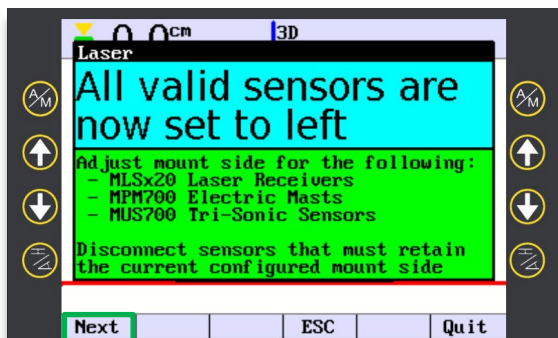 0.0cm 3D
Laser
All valid sensors are
now set to left
Adjust mount side for the following:
- MLSx20 Laser Receivers
- MPM700 Electric Masts
- MUS700 Tri-Sonic Sensors
Disconnect sensors that must retain
the current configured mount side
A/M A/M
Next ESC Quit